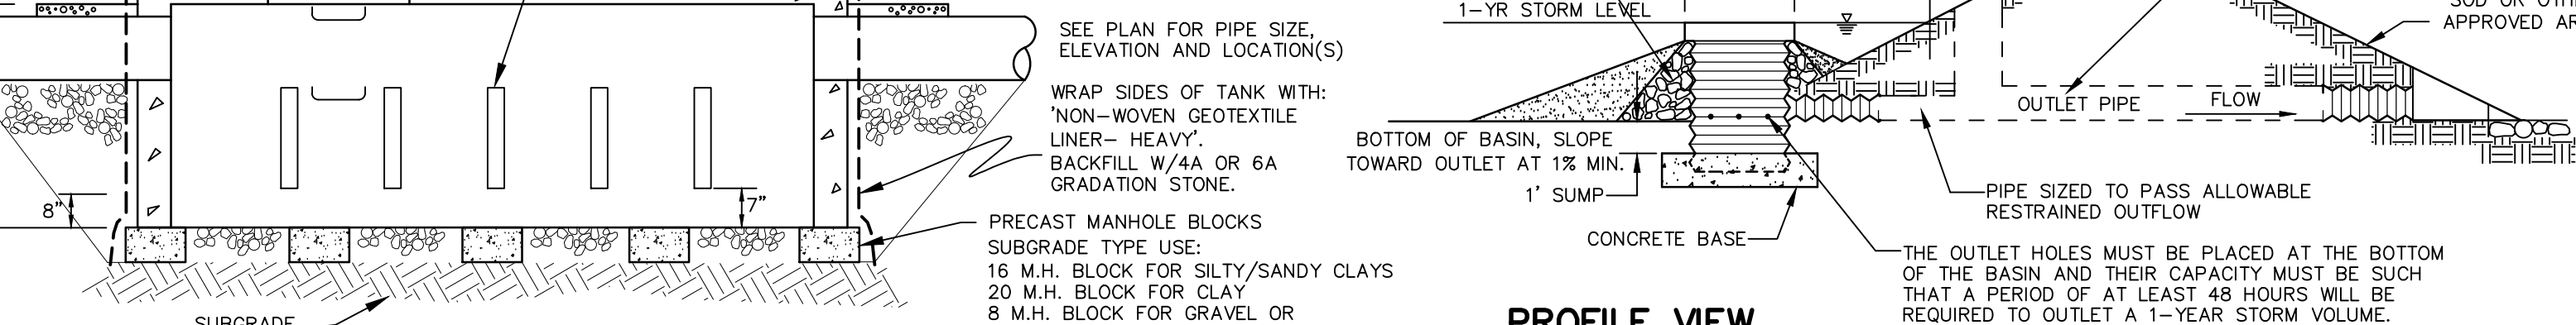 SEE PLAN FOR PIPE SIZE,
ELEVATION AND LOCATION(S)
WRAP SIDES OF TANK WITH:
'NON-WOVEN GEOTEXTILE
LINER- HEAVY'.
BACKFILL W/4A OR 6A
GRADATION STONE.
8"
7"
PRECAST MANHOLE BLOCKS
SUBGRADE TYPE USE:
16 M.H. BLOCK FOR SILTY/SANDY CLAYS
20 M.H. BLOCK FOR CLAY
8 M.H. BLOCK FOR GRAVEL OR
SUBGRADE
1-YR STORM LEVEL
BOTTOM OF BASIN, SLOPE
TOWARD OUTLET AT 1% MIN.
1' SUMP
CONCRETE BASE
PROFILE VIEW
OUTLET PIPE
FLOW
SOD OR
APPROVED
PIPE SIZED TO PASS ALLOWABLE
RESTRAINED OUTFLOW
THE OUTLET HOLES MUST BE PLACED AT THE BOTTOM
OF THE BASIN AND THEIR CAPACITY MUST BE SUCH
THAT A PERIOD OF AT LEAST 48 HOURS WILL BE
REQUIRED TO OUTLET A 1-YEAR STORM VOLUME.